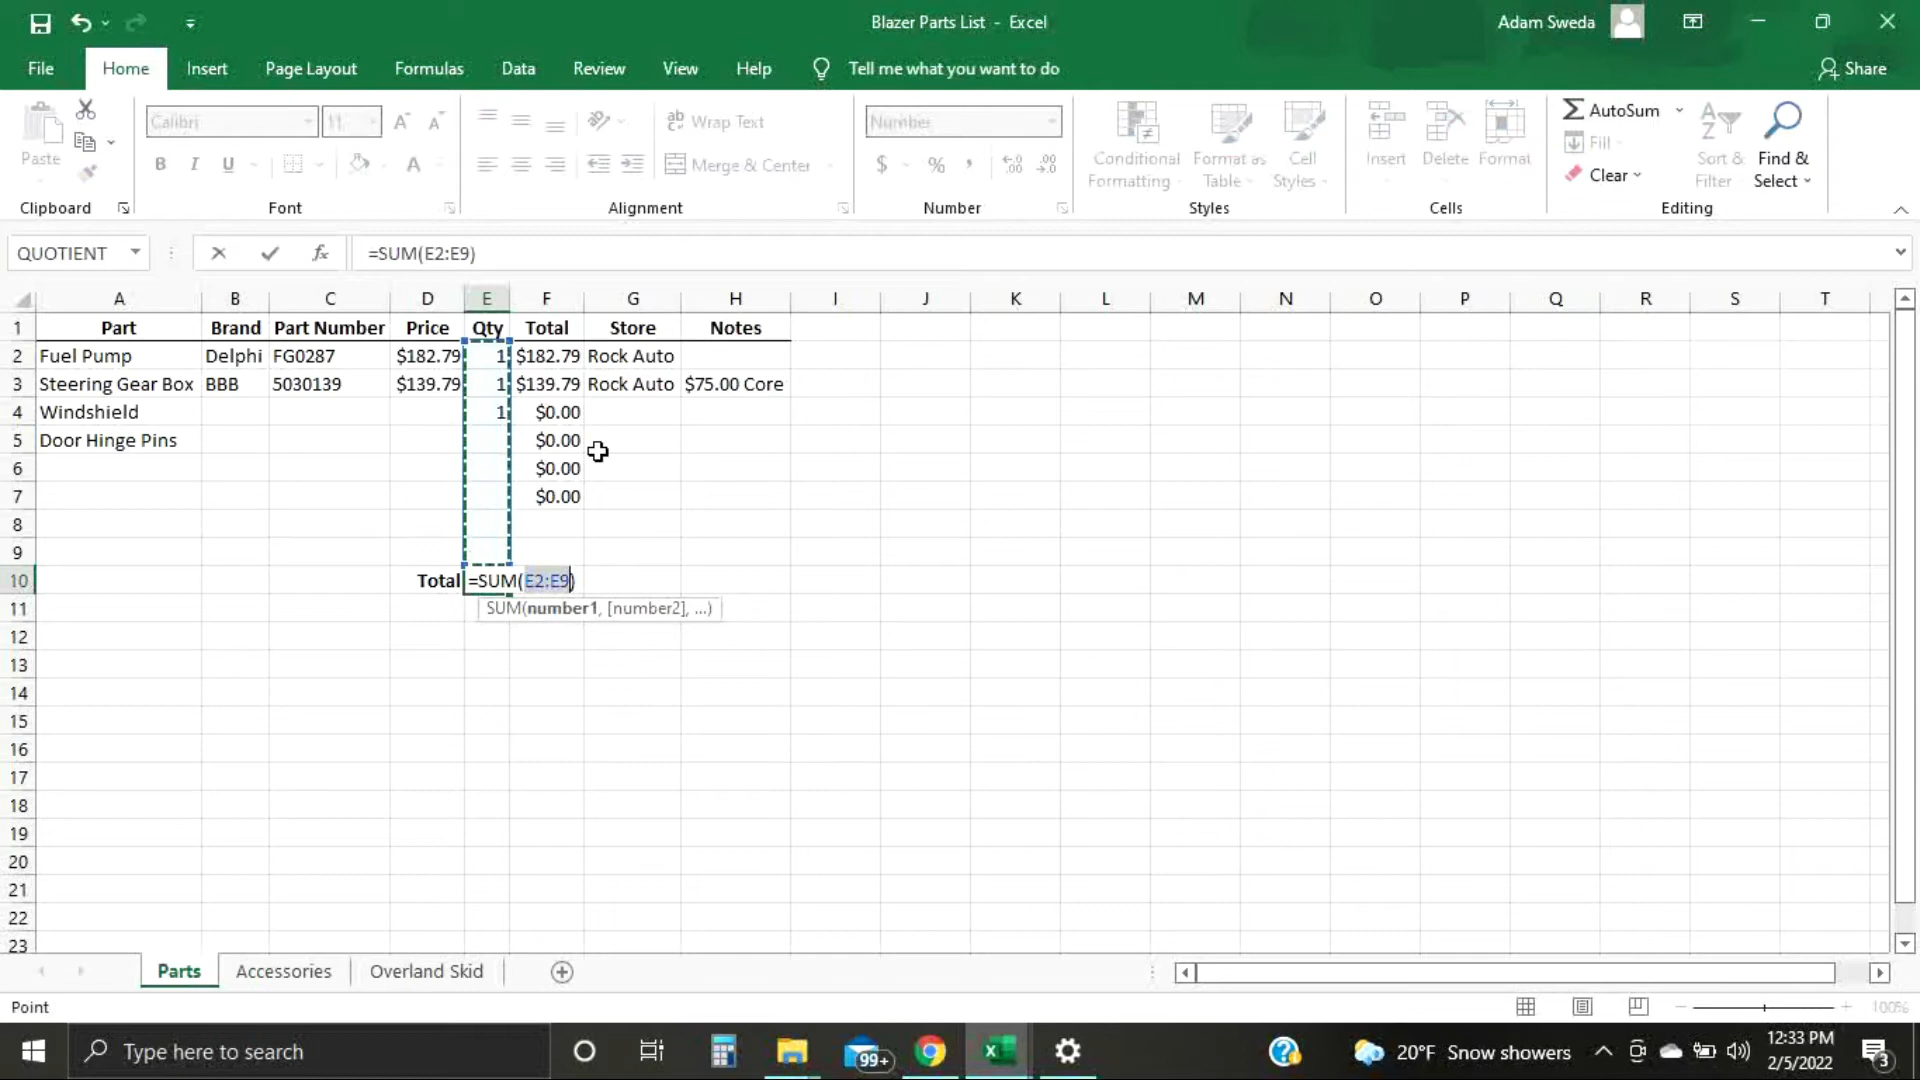 Blazer Parts List - Excel
Adam Sweda
File Home Insert Page Layout Formulas Data Review View Help Tell me what you want to do Share
Paste
Calibri 11
B I U A
Wrap Text
Merge & Center
Number
$ % ,
Conditional Formatting
Format as Table
Cell Styles
Insert Delete Format
AutoSum
Fill
Clear
Sort & Filter
Find & Select
Clipboard Font Alignment Number Styles Cells Editing
QUOTIENT fx =SUM(E2:E9)
A B C D E F G H I J K L M N O P Q R S T
1 Part Brand Part Number Price Qty Total Store Notes
2 Fuel Pump Delphi FG0287 $182.79 1 $182.79 Rock Auto
3 Steering Gear Box BBB 5030139 $139.79 1 $139.79 Rock Auto $75.00 Core
4 Windshield 1 $0.00
5 Door Hinge Pins $0.00
6 $0.00
7 $0.00
8
9
10 Total =SUM(E2:E9)
11 SUM(number1, [number2], ...)
12
13
14
15
16
17
18
19
20
21
22
23
Parts Accessories Overland Skid
Point 100%
Type here to search 99+ 20°F Snow showers 12:33 PM
2/5/2022 3